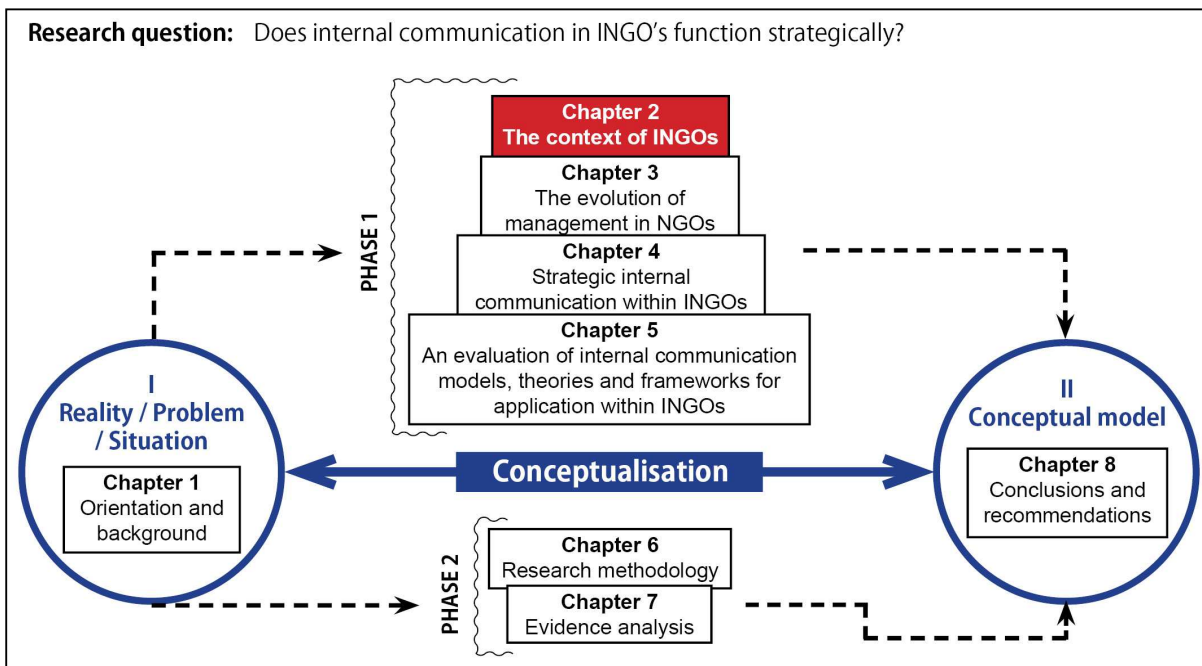 Research question: Does internal communication in INGO's function strategically?
PHASE 1
Chapter 2
The context of INGOs
Chapter 3
The evolution of
management in NGOs
Chapter 4
Strategic internal
communication within INGOs
Chapter 5
An evaluation of internal communication
models, theories and frameworks for
application within INGOs
I
Reality / Problem
/ Situation
Chapter 1
Orientation and
background
Conceptualisation
II
Conceptual model
Chapter 8
Conclusions and
recommendations
PHASE 2
Chapter 6
Research methodology
Chapter 7
Evidence analysis